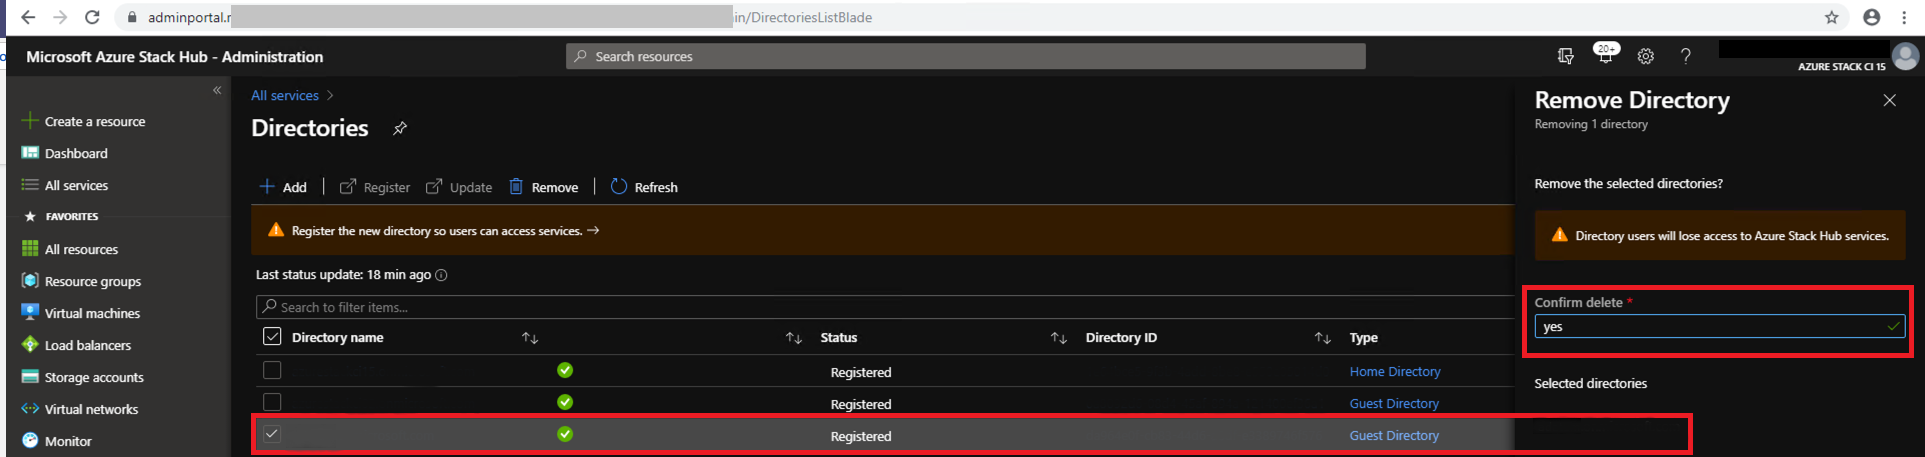 adminportal.r in/DirectoriesListBlade
Microsoft Azure Stack Hub - Administration
Search resources
20+
AZURE STACK CI 15
Create a resource
Dashboard
All services
FAVORITES
All resources
Resource groups
Virtual machines
Load balancers
Storage accounts
Virtual networks
Monitor
All services
Directories
Add Register Update Remove Refresh
Register the new directory so users can access services.
Last status update: 18 min ago
Search to filter items...
Directory name Status Directory ID Type
Registered Home Directory
Registered Guest Directory
Registered Guest Directory
Remove Directory
Removing 1 directory
Remove the selected directories?
Directory users will lose access to Azure Stack Hub services.
Confirm delete *
yes
Selected directories